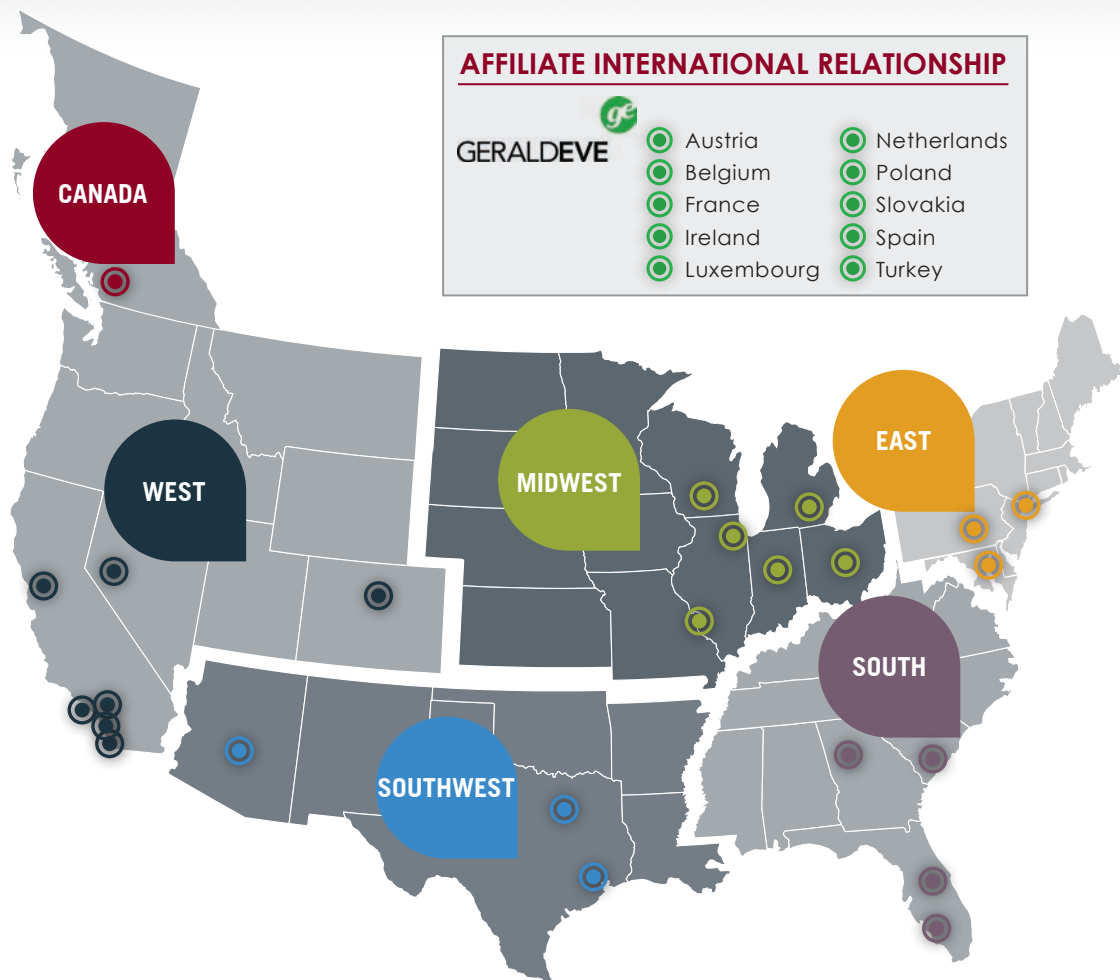 AFFILIATE INTERNATIONAL RELATIONSHIP
ge
GERALDEVE
Austria
Belgium
France
Ireland
Luxembourg
Netherlands
Poland
Slovakia
Spain
Turkey
CANADA
WEST
MIDWEST
EAST
SOUTH
SOUTHWEST